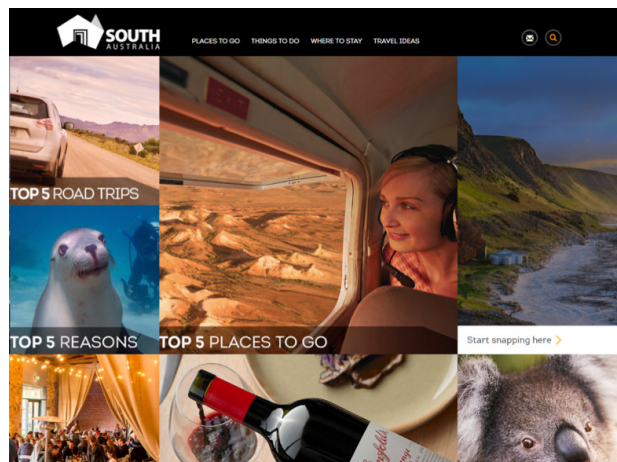 SOUTH
AUSTRALIA
PLACES TO GO
THINGS TO DO
WHERE TO STAY
TRAVEL IDEAS
TOP 5 ROAD TRIPS
TOP 5 REASONS
TOP 5 PLACES TO GO
Start snapping here